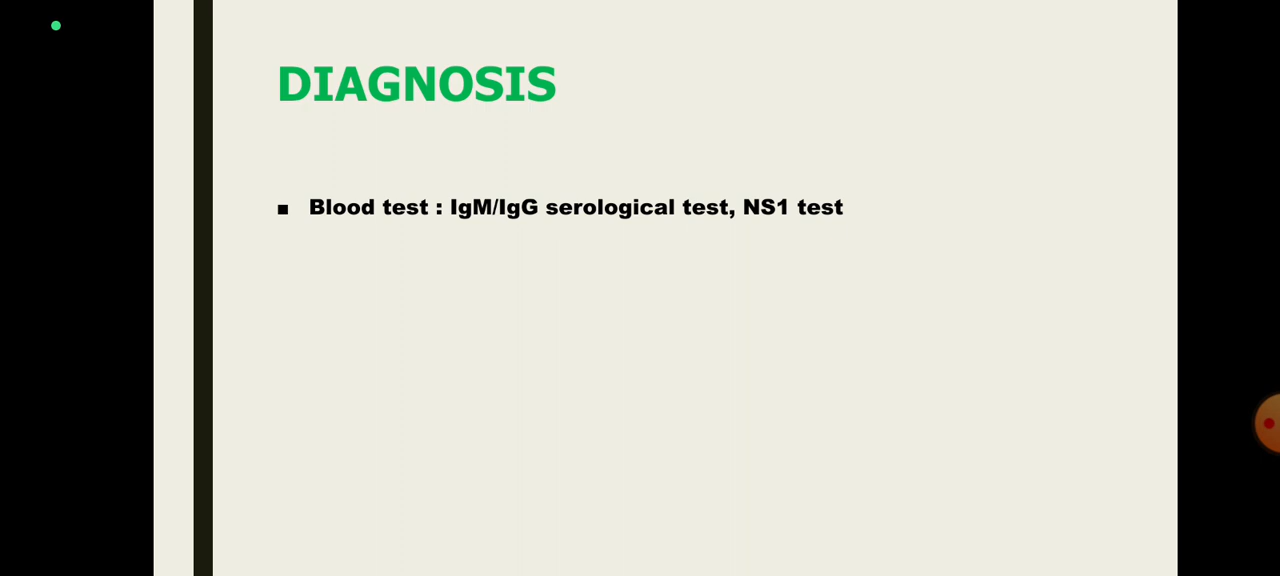 DIAGNOSIS
▪ Blood test : IgM/IgG serological test, NS1 test